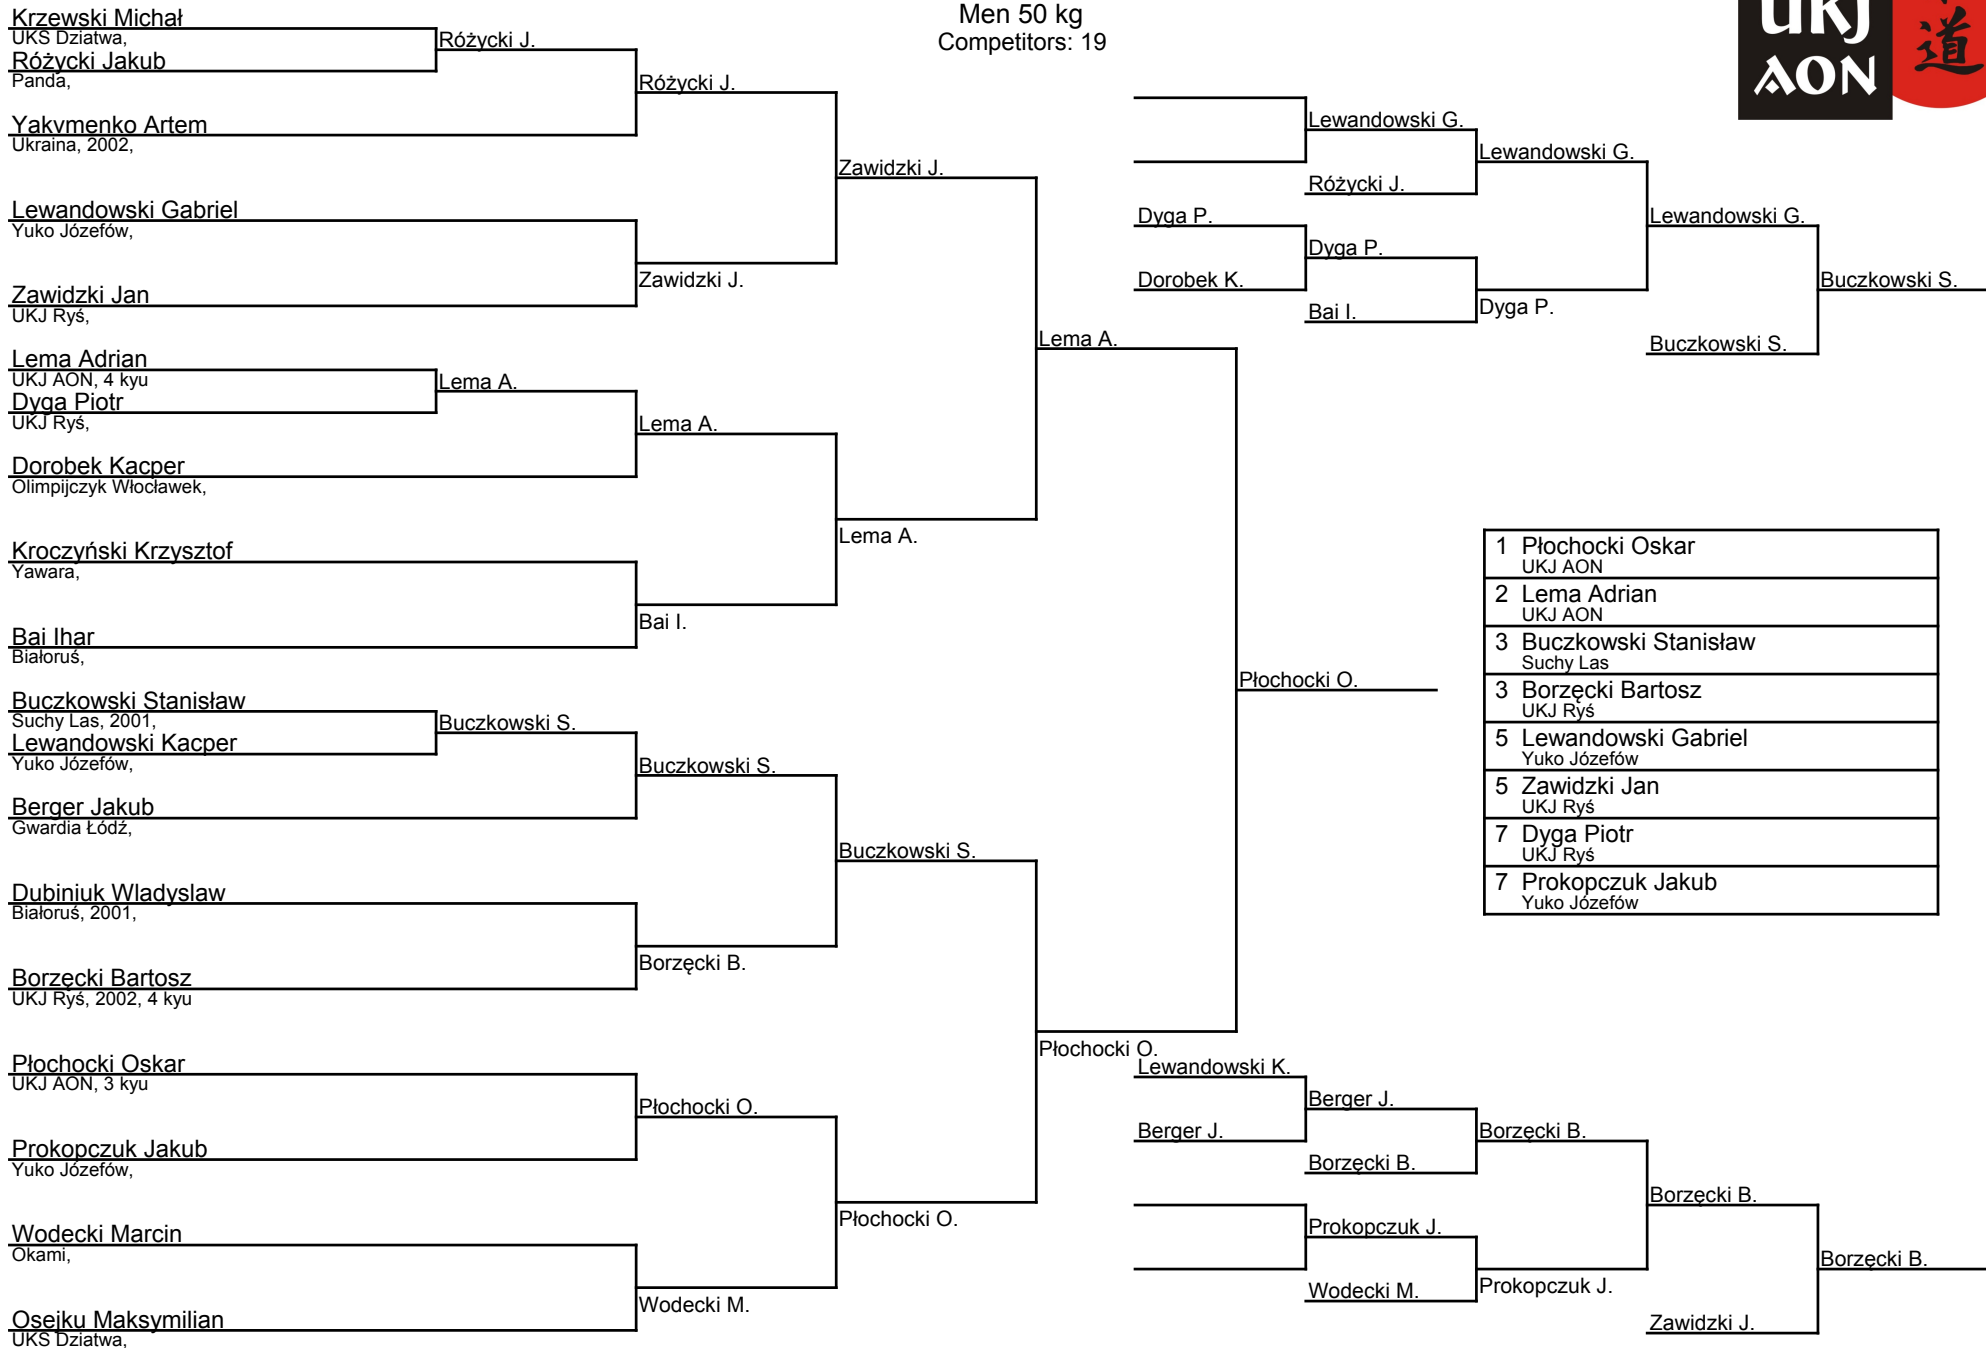 Men 50 kg
Competitors: 19
UKJ
AON
道
Krzewski Michał
UKS Dziatwa,
Różycki Jakub
Panda,
Yakymenko Artem
Ukraina, 2002,
Lewandowski Gabriel
Yuko Józefów,
Zawidzki Jan
UKJ Ryś,
Lema Adrian
UKJ AON, 4 kyu
Dyga Piotr
UKJ Ryś,
Dorobek Kacper
Olimpijczyk Włocławek,
Kroczyński Krzysztof
Yawara,
Bai Ihar
Białoruś,
Buczkowski Stanisław
Suchy Las, 2001,
Lewandowski Kacper
Yuko Józefów,
Berger Jakub
Gwardia Łódź,
Dubiniuk Wladyslaw
Białoruś, 2001,
Borzęcki Bartosz
UKJ Ryś, 2002, 4 kyu
Płochocki Oskar
UKJ AON, 3 kyu
Prokopczuk Jakub
Yuko Józefów,
Wodecki Marcin
Okami,
Osejku Maksymilian
UKS Dziatwa,
Różycki J.
Lema A.
Buczkowski S.
Różycki J.
Zawidzki J.
Lema A.
Bai I.
Buczkowski S.
Borzęcki B.
Płochocki O.
Wodecki M.
Zawidzki J.
Lema A.
Buczkowski S.
Płochocki O.
Lema A.
Płochocki O.
Płochocki O.
Lewandowski G.
Różycki J.
Lewandowski G.
Dyga P.
Dorobek K.
Dyga P.
Bai I.
Dyga P.
Lewandowski G.
Buczkowski S.
Buczkowski S.
1 Płochocki Oskar
UKJ AON
2 Lema Adrian
UKJ AON
3 Buczkowski Stanisław
Suchy Las
3 Borzęcki Bartosz
UKJ Ryś
5 Lewandowski Gabriel
Yuko Józefów
5 Zawidzki Jan
UKJ Ryś
7 Dyga Piotr
UKJ Ryś
7 Prokopczuk Jakub
Yuko Józefów
Lewandowski K.
Berger J.
Berger J.
Borzęcki B.
Borzęcki B.
Prokopczuk J.
Wodecki M.
Prokopczuk J.
Borzęcki B.
Zawidzki J.
Borzęcki B.